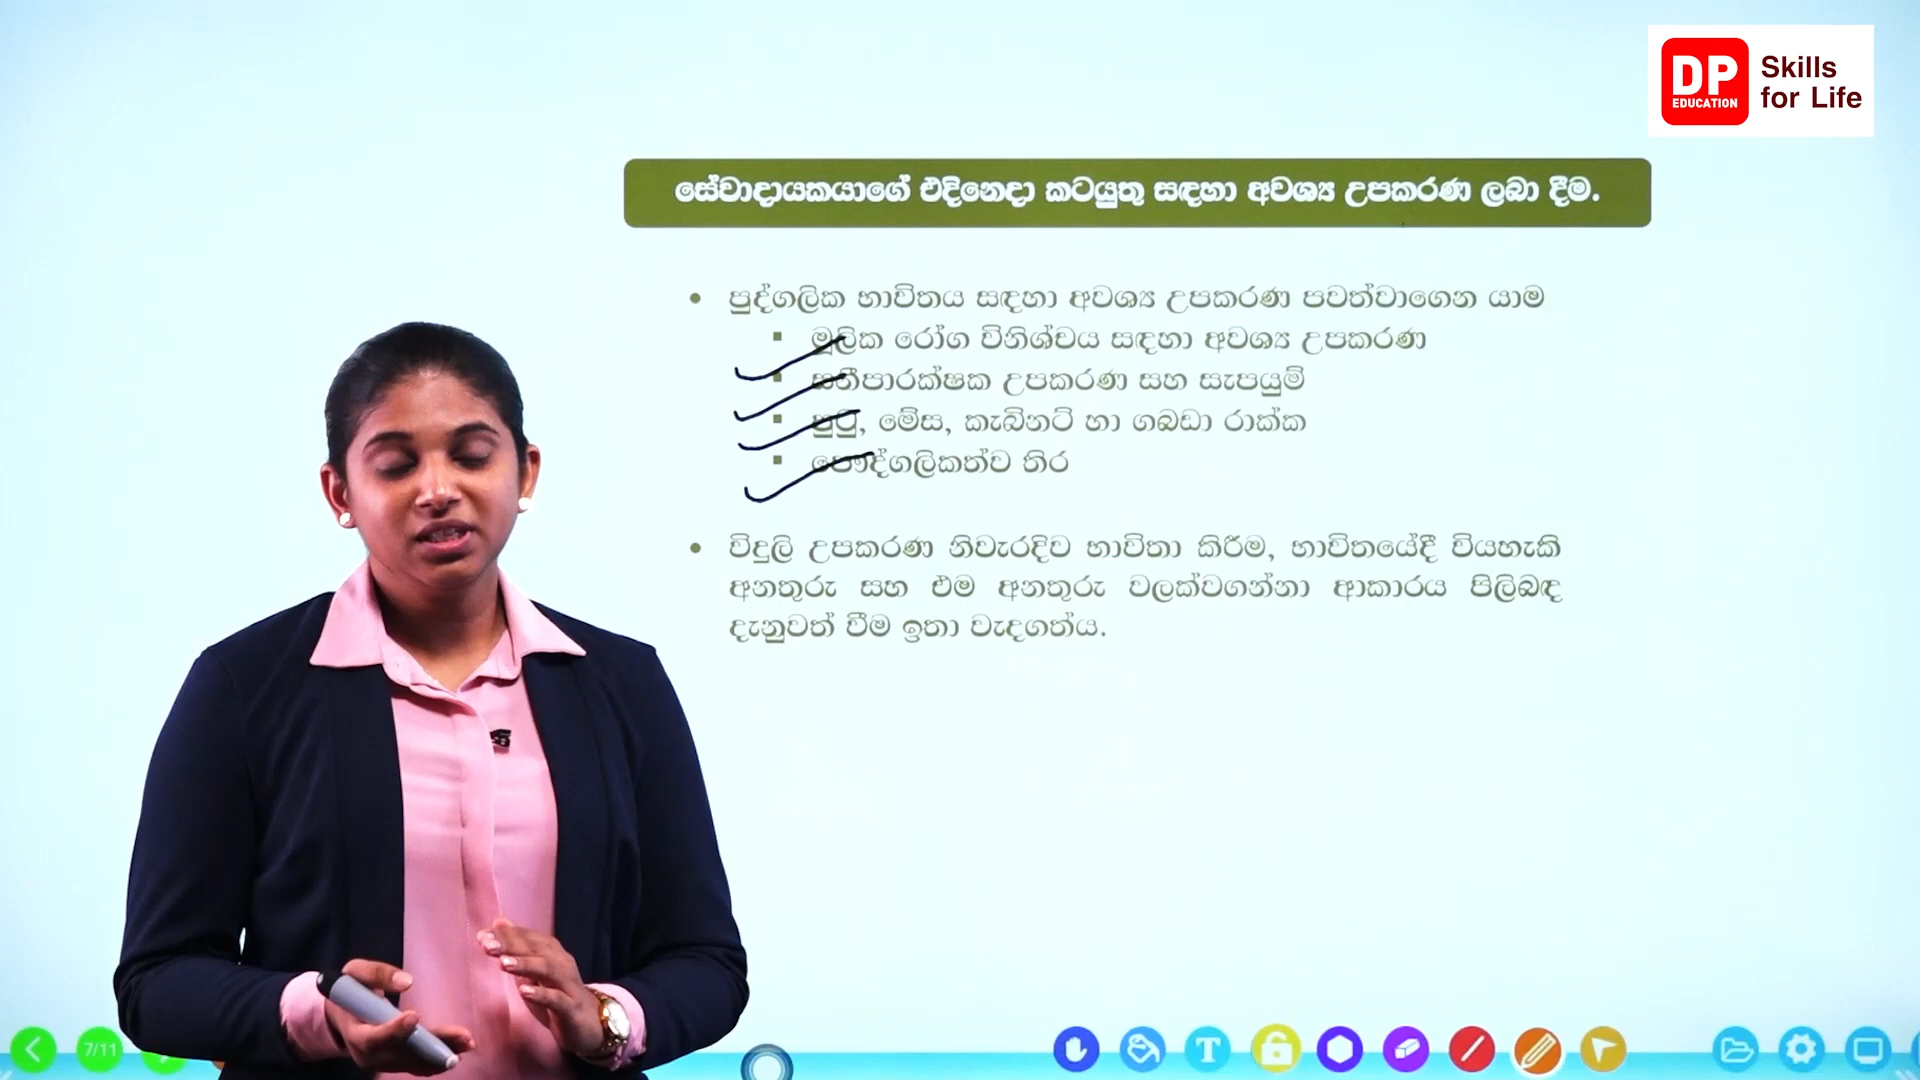 DP
EDUCATION
Skills
for Life
සේවාදායකයාගේ එදිනෙදා කටයුතු සඳහා අවශ්‍ය උපකරණ ලබා දීම.
• පුද්ගලික භාවිතය සඳහා අවශ්‍ය උපකරණ පවත්වාගෙන යාම
▪ මූලික රෝග විනිශ්චය සඳහා අවශ්‍ය උපකරණ
▪ සනීපාරක්ෂක උපකරණ සහ සැපයුම්
▪ පුටු, මේස, කැබිනට් හා ගබඩා රාක්ක
▪ පෞද්ගලිකත්ව තිර
• විදුලි උපකරණ නිවැරදිව භාවිතා කිරීම, භාවිතයේදී වියහැකි
අනතුරු සහ එම අනතුරු වලක්වගන්නා ආකාරය පිලිබඳ
දැනුවත් වීම ඉතා වැදගත්ය.
7/11
T